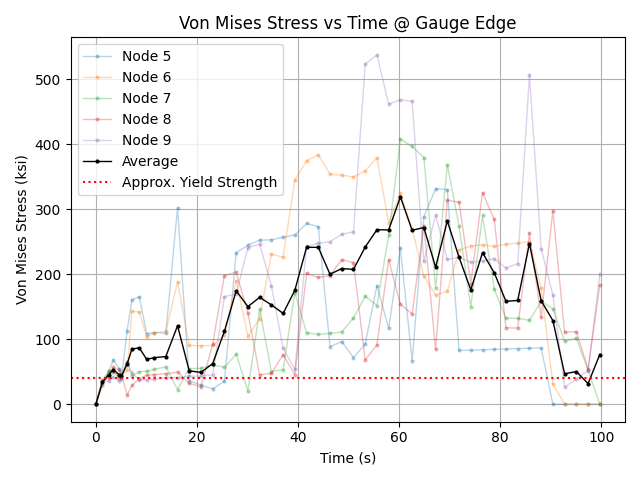 Von Mises Stress vs Time @ Gauge Edge
Von Mises Stress (ksi)
500
400
300
200
100
0
Node 5
Node 6
Node 7
Node 8
Node 9
Average
Approx. Yield Strength
0 20 40 60 80 100
Time (s)